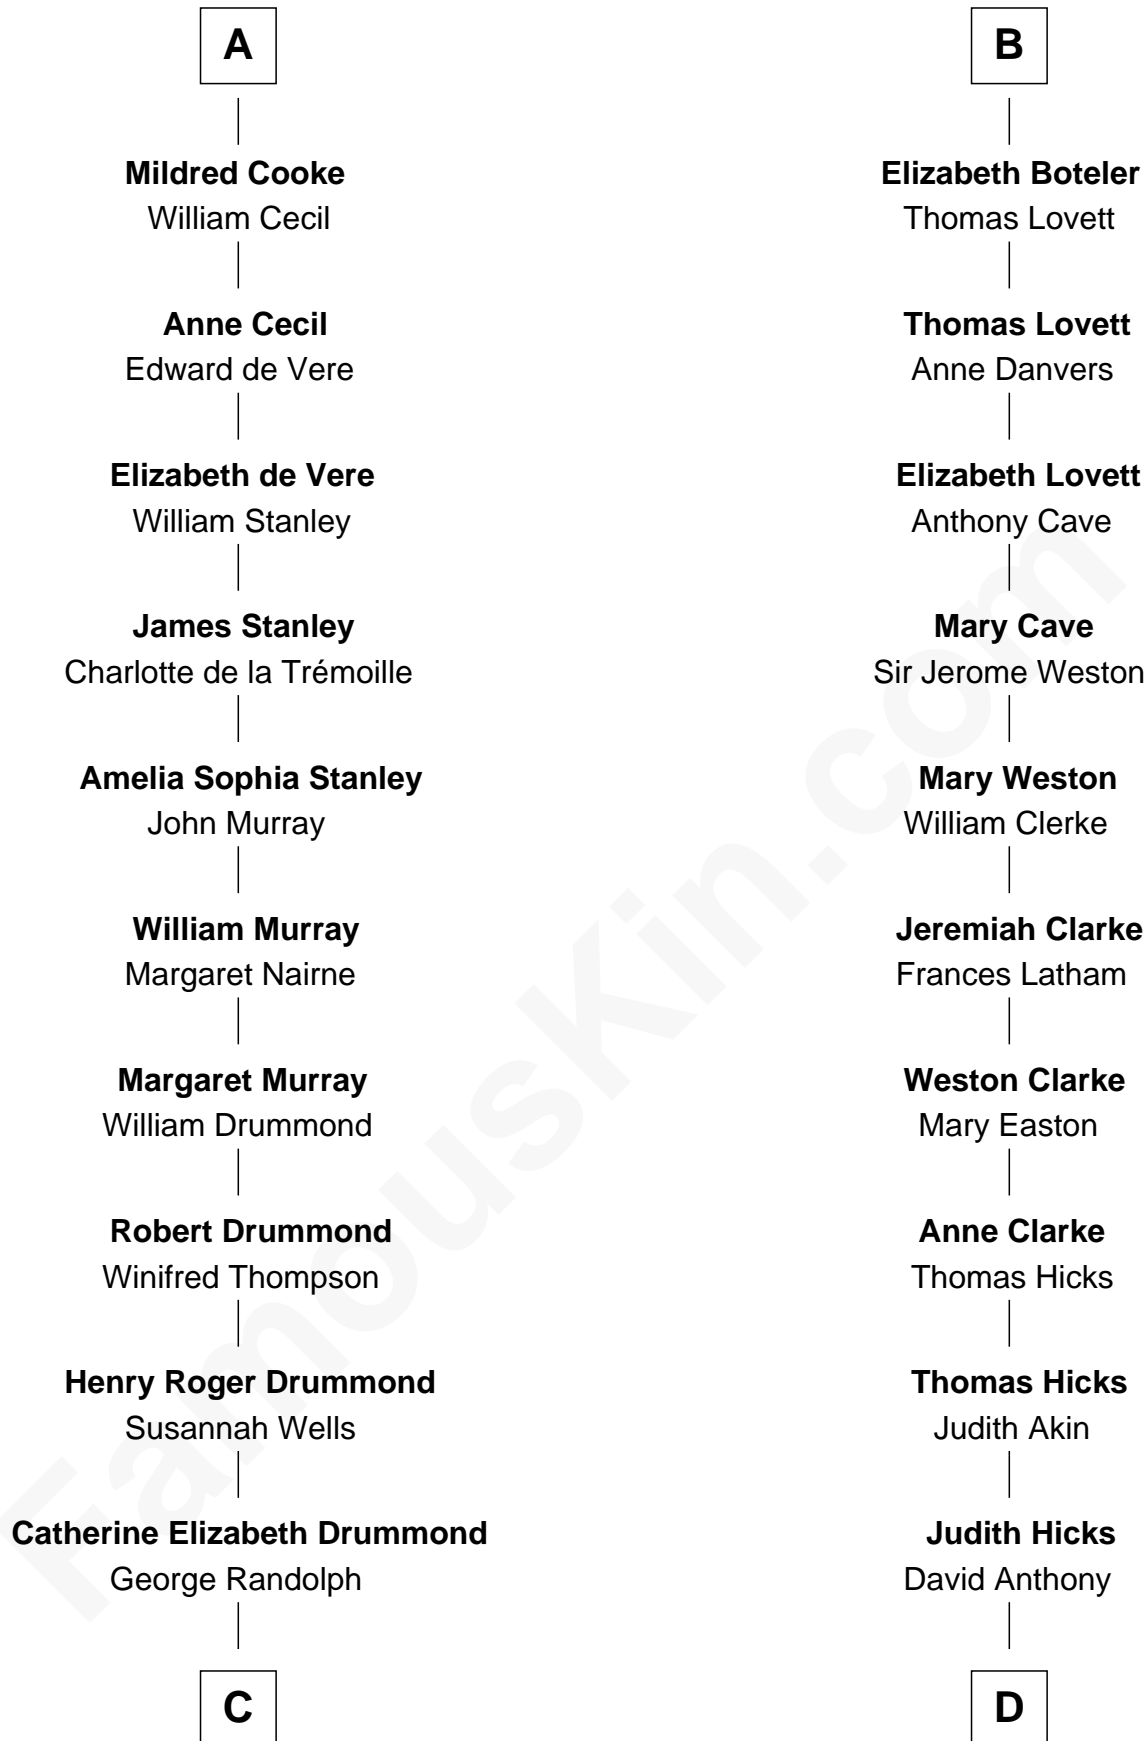 A
Mildred Cooke
William Cecil
Anne Cecil
Edward de Vere
Elizabeth de Vere
William Stanley
James Stanley
Charlotte de la Trémoille
Amelia Sophia Stanley
John Murray
William Murray
Margaret Nairne
Margaret Murray
William Drummond
Robert Drummond
Winifred Thompson
Henry Roger Drummond
Susannah Wells
Catherine Elizabeth Drummond
George Randolph
C
B
Elizabeth Boteler
Thomas Lovett
Thomas Lovett
Anne Danvers
Elizabeth Lovett
Anthony Cave
Mary Cave
Sir Jerome Weston
Mary Weston
William Clerke
Jeremiah Clarke
Frances Latham
Weston Clarke
Mary Easton
Anne Clarke
Thomas Hicks
Thomas Hicks
Judith Akin
Judith Hicks
David Anthony
D
FamousKin.com